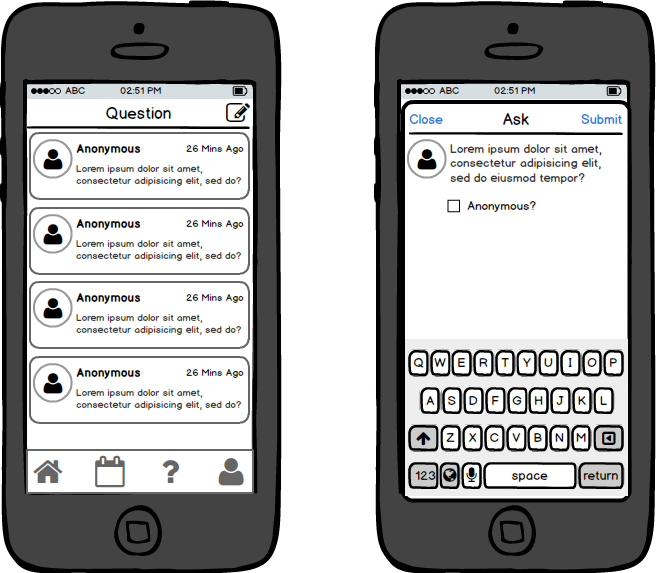 ABC 02:51 PM
Question
Anonymous 26 Mins Ago
Lorem ipsum dolor sit amet,
consectetur adipisicing elit, sed do?
Anonymous 26 Mins Ago
Lorem ipsum dolor sit amet,
consectetur adipisicing elit, sed do?
Anonymous 26 Mins Ago
Lorem ipsum dolor sit amet,
consectetur adipisicing elit, sed do?
Anonymous 26 Mins Ago
Lorem ipsum dolor sit amet,
consectetur adipisicing elit, sed do?
?
ABC 02:51 PM
Close Ask Submit
Lorem ipsum dolor sit amet,
consectetur adipisicing elit,
sed do eiusmod tempor?
Anonymous?
Q W E R T Y U I O P
A S D F G H J K L
Z X C V B N M
123 space return